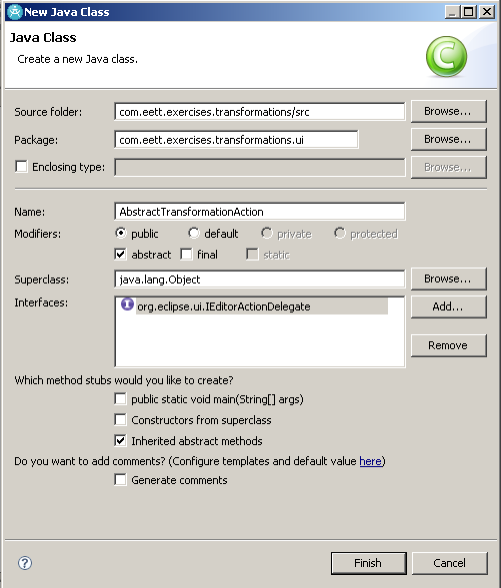 New Java Class
Java Class
Create a new Java class.
C
Source folder: com.eett.exercises.transformations/src Browse...
Package: com.eett.exercises.transformations.ui Browse...
Enclosing type: Browse...
Name: AbstractTransformationAction
Modifiers: public default private protected
abstract final static
Superclass: java.lang.Object Browse...
Interfaces: I org.eclipse.ui.IEditorActionDelegate Add...
Remove
Which method stubs would you like to create?
public static void main(String[] args)
Constructors from superclass
Inherited abstract methods
Do you want to add comments? (Configure templates and default value here)
Generate comments
? Finish Cancel